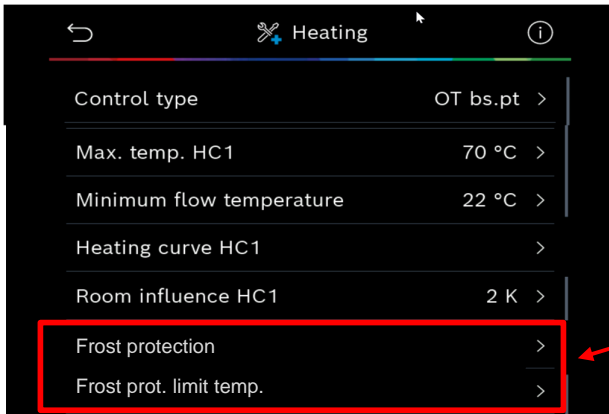 Heating
Control type OT bs.pt >
Max. temp. HC1 70 °C >
Minimum flow temperature 22 °C >
Heating curve HC1 >
Room influence HC1 2 K >
Frost protection >
Frost prot. limit temp. >